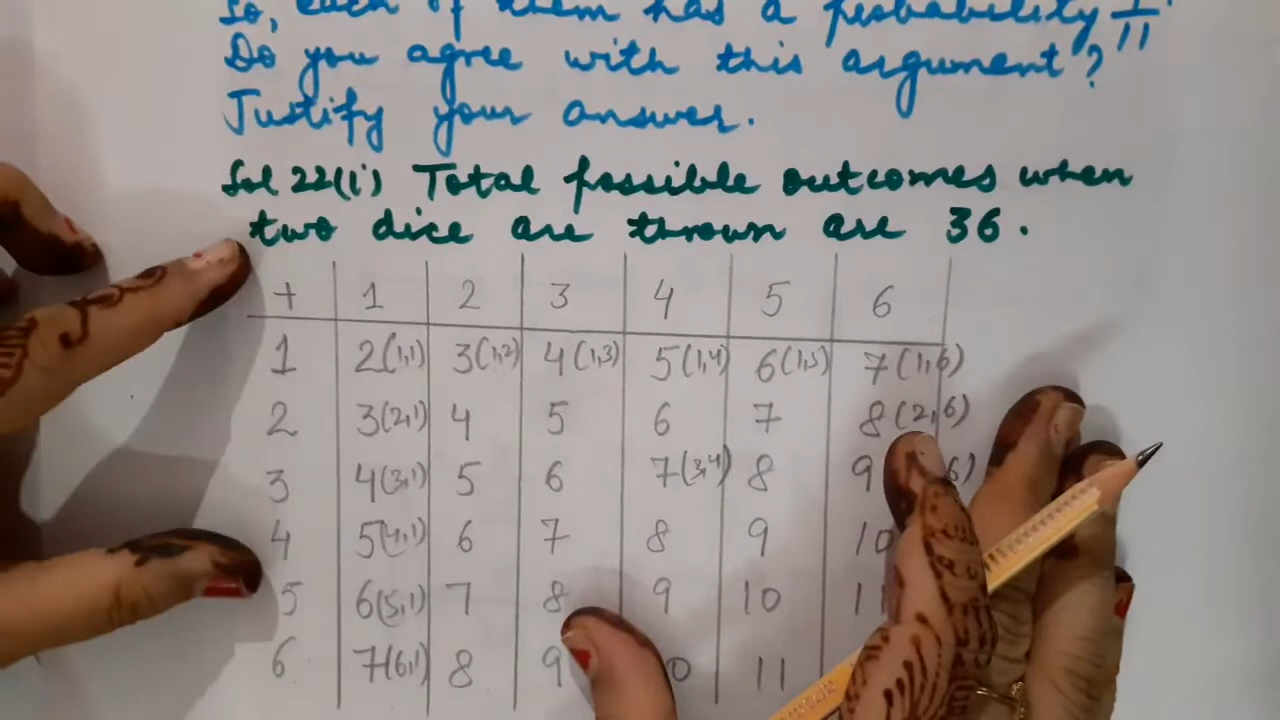 So, each of them has a probability 1/11.
Do you agree with this argument?
Justify your answer.
Sol 22(i) Total possible outcomes when
two dice are thrown are 36.
+ 1 2 3 4 5 6
1 2(1,1) 3(1,2) 4(1,3) 5(1,4) 6(1,5) 7(1,6)
2 3(2,1) 4 5 6 7 8(2,6)
3 4(3,1) 5 6 7(3,4) 8 9 6)
4 5(4,1) 6 7 8 9 10
5 6(5,1) 7 8 9 10
6 7(6,1) 8 9 11